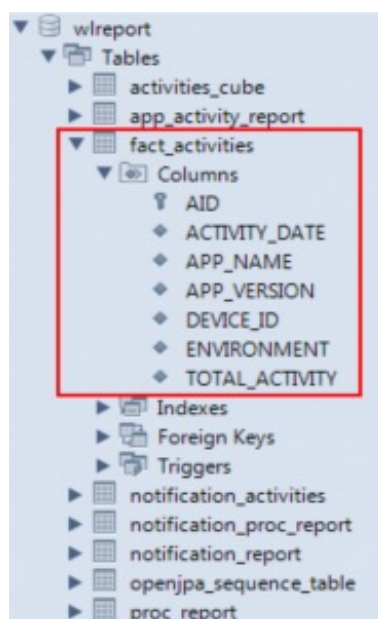 wlreport
Tables
activities_cube
app_activity_report
fact_activities
Columns
AID
ACTIVITY_DATE
APP_NAME
APP_VERSION
DEVICE_ID
ENVIRONMENT
TOTAL_ACTIVITY
Indexes
Foreign Keys
Triggers
notification_activities
notification_proc_report
notification_report
openjpa_sequence_table
proc_report